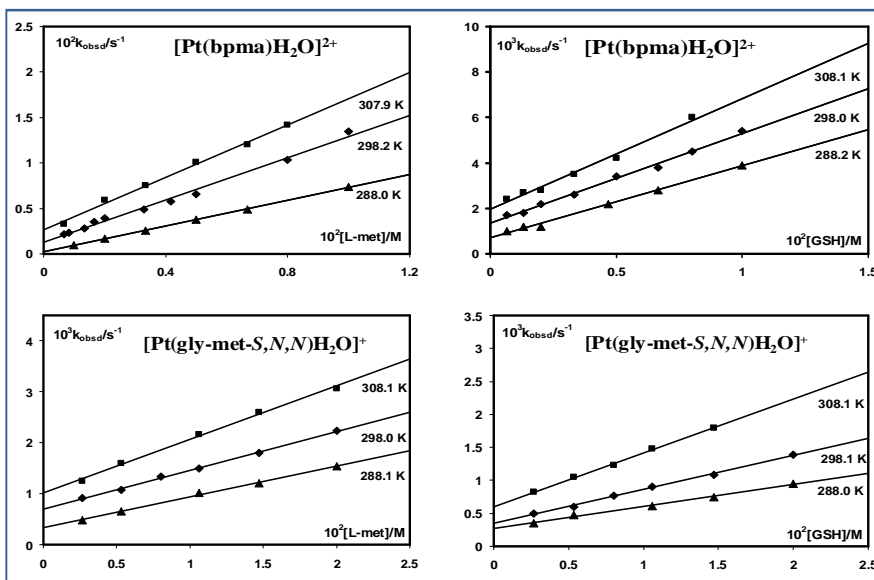 10²k_obsd/s⁻¹
[Pt(bpma)H₂O]²⁺
2.5
2
1.5
1
0.5
0
307.9 K
298.2 K
288.0 K
10²[L-met]/M
0 0.4 0.8 1.2
10³k_obsd/s⁻¹
[Pt(bpma)H₂O]²⁺
10
8
6
4
2
0
308.1 K
298.0 K
288.2 K
10²[GSH]/M
0 0.5 1 1.5
10³k_obsd/s⁻¹
[Pt(gly-met-S,N,N)H₂O]⁺
4
3
2
1
0
308.1 K
298.0 K
288.1 K
10²[L-met]/M
0 0.5 1 1.5 2 2.5
10³k_obsd/s⁻¹
[Pt(gly-met-S,N,N)H₂O]⁺
3.5
3
2.5
2
1.5
1
0.5
0
308.1 K
298.1 K
288.0 K
10²[GSH]/M
0 0.5 1 1.5 2 2.5